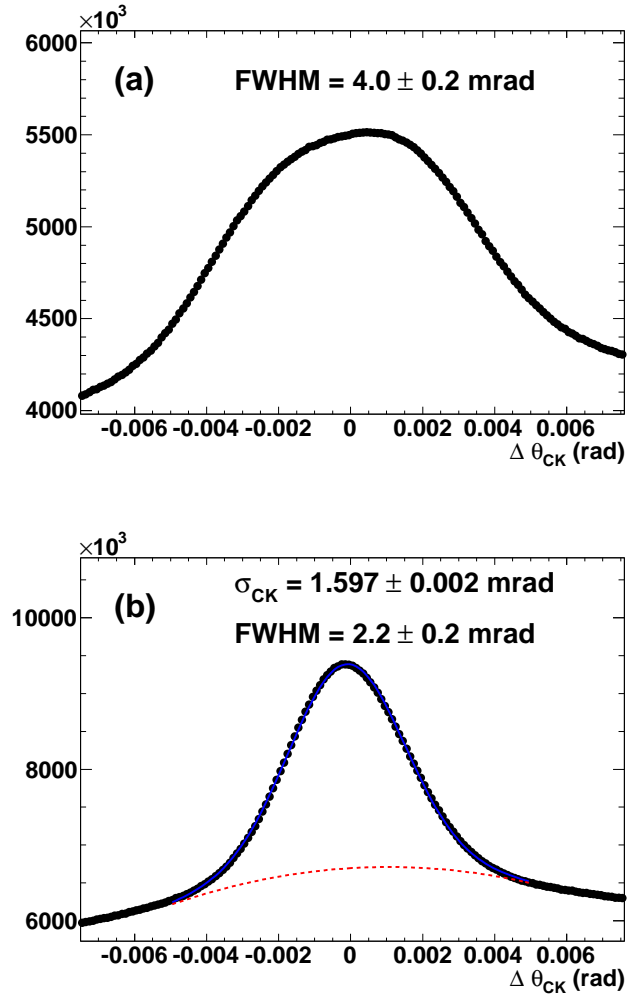 ×10³
6000
(a)
FWHM = 4.0 ± 0.2 mrad
5500
5000
4500
4000
-0.006 -0.004 -0.002 0 0.002 0.004 0.006
Δ θ_CK (rad)
×10³
σ_CK = 1.597 ± 0.002 mrad
10000
(b)
FWHM = 2.2 ± 0.2 mrad
8000
6000
-0.006 -0.004 -0.002 0 0.002 0.004 0.006
Δ θ_CK (rad)